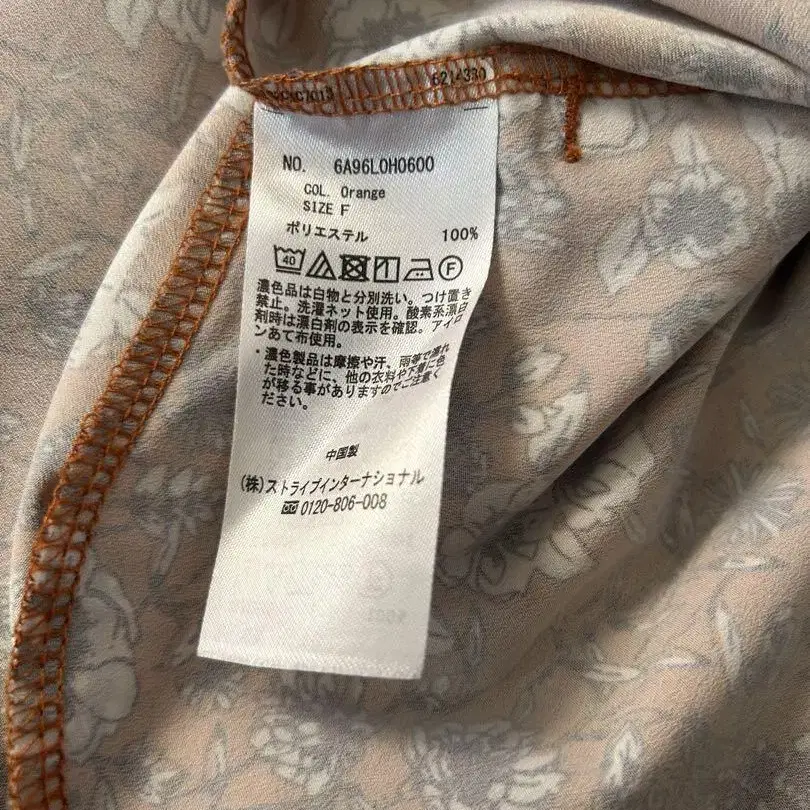 6214330
NO. 6A96L0H0600
COL. Orange
SIZE F
ポリエステル 100%
40 F
濃色品は白物と分別洗い。つけ置き
禁止。洗濯ネット使用。酸素系漂白
剤時は漂白剤の表示を確認。アイロ
ンあて布使用。
・濃色製品は摩擦や汗、雨等で濡れ
た時などに、他の衣料や下着に色
が移る事がありますのでご注意く
ださい。
中国製
(株)ストライプインターナショナル
0120-806-008